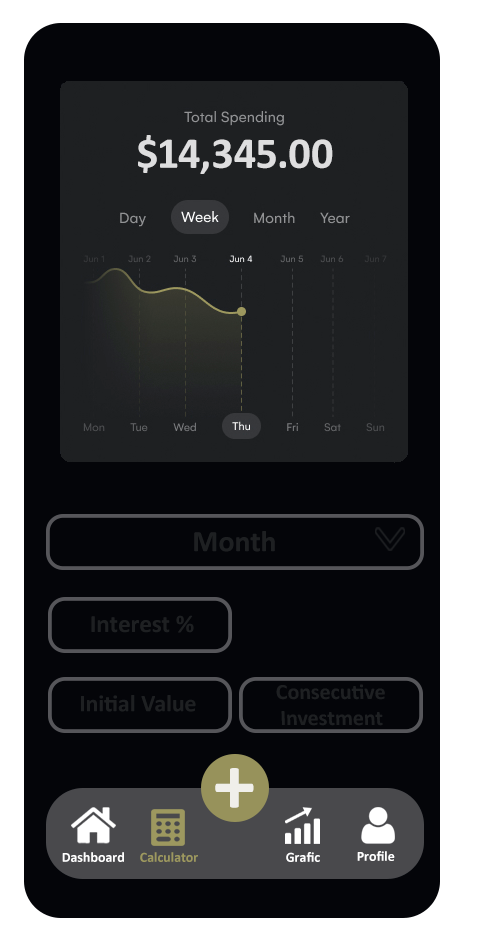 Total Spending
$14,345.00
Day Week Month Year
Jun 1 Jun 2 Jun 3 Jun 4 Jun 5 Jun 6 Jun 7
Mon Tue Wed Thu Fri Sat Sun
Month
Interest %
Initial Value
Consecutive
Investment
Dashboard Calculator Grafic Profile